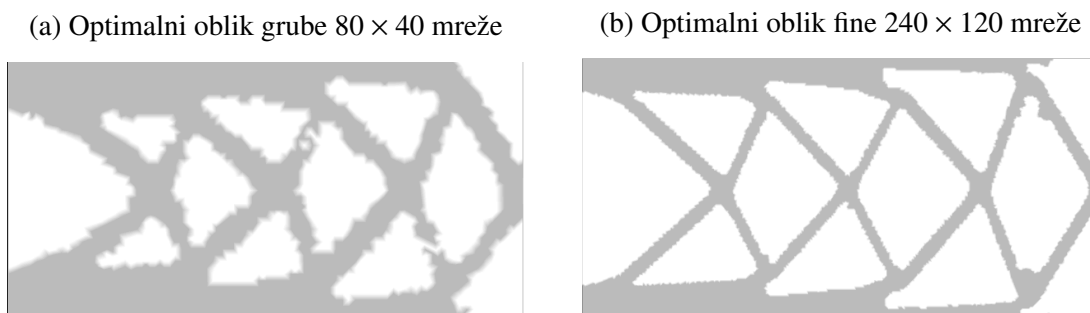 (a) Optimalni oblik grube 80 × 40 mreže
(b) Optimalni oblik fine 240 × 120 mreže